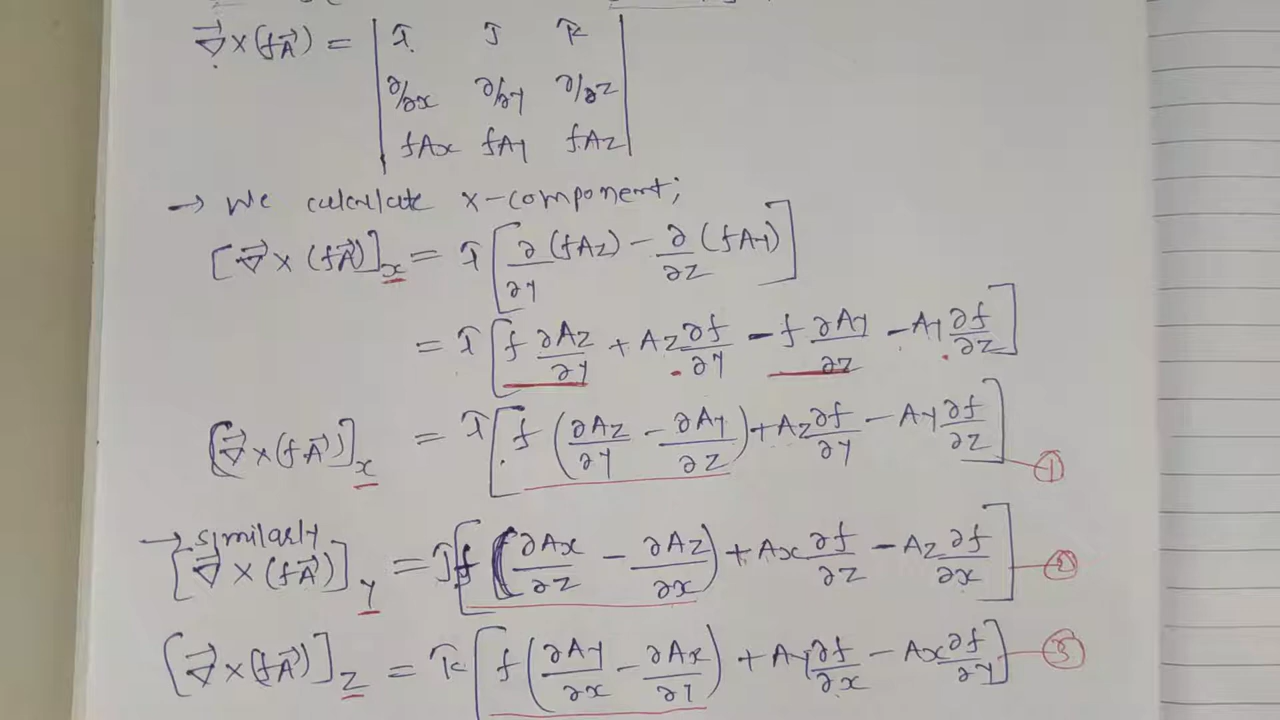 ∇⃗×(fA⃗) = | î ĵ k̂ |
| ∂/∂x ∂/∂y ∂/∂z |
| fAx fAy fAz |
→ We calculate x-component;
[∇⃗×(fA⃗)]x = î [∂/∂y (fAz) − ∂/∂z (fAy)]
= î [f ∂Az/∂y + Az ∂f/∂y − f ∂Ay/∂z − Ay ∂f/∂z]
[∇⃗×(fA⃗)]x = î [f (∂Az/∂y − ∂Ay/∂z) + Az ∂f/∂y − Ay ∂f/∂z] — ①
→ similarly
[∇⃗×(fA⃗)]y = ĵ [f (∂Ax/∂z − ∂Az/∂x) + Ax ∂f/∂z − Az ∂f/∂x] — ②
[∇⃗×(fA⃗)]z = k̂ [f (∂Ay/∂x − ∂Ax/∂y) + Ay ∂f/∂x − Ax ∂f/∂y] — ③